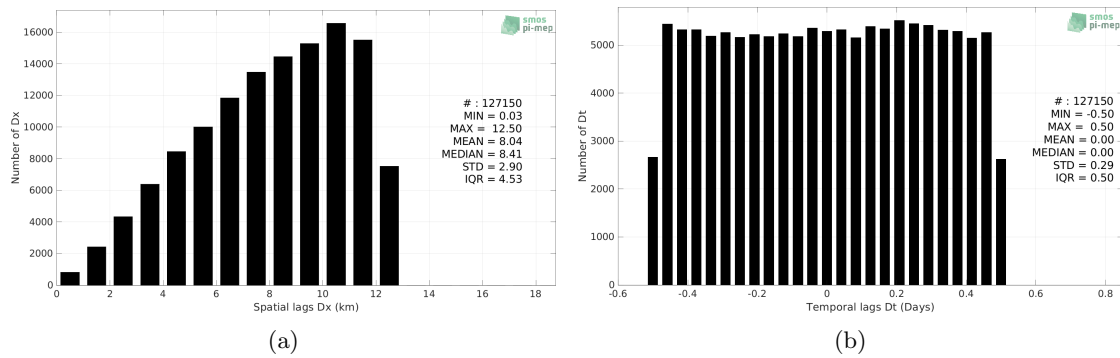 16000
14000
12000
10000
8000
6000
4000
2000
0
Number of Dx
0 2 4 6 8 10 12 14 16 18
Spatial lags Dx (km)
smos
pi-mep
# : 127150
MIN = 0.03
MAX = 12.50
MEAN = 8.04
MEDIAN = 8.41
STD = 2.90
IQR = 4.53
(a)
5000
4000
3000
2000
1000
0
Number of Dt
-0.6 -0.4 -0.2 0 0.2 0.4 0.6 0.8
Temporal lags Dt (Days)
smos
pi-mep
# : 127150
MIN = -0.50
MAX = 0.50
MEAN = 0.00
MEDIAN = 0.00
STD = 0.29
IQR = 0.50
(b)